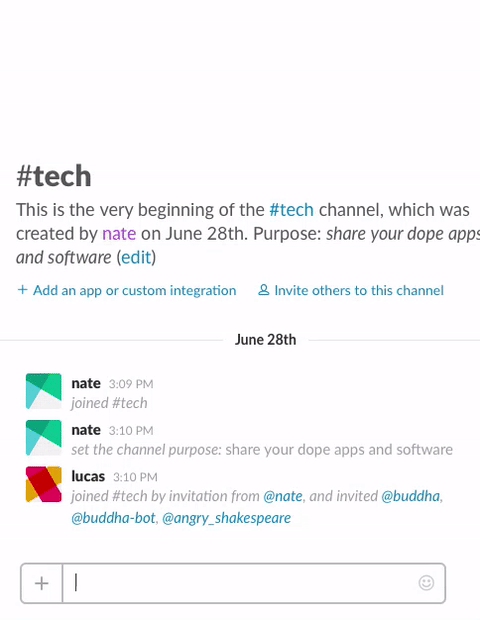 #tech
This is the very beginning of the #tech channel, which was
created by nate on June 28th. Purpose: share your dope apps
and software (edit)
+ Add an app or custom integration Invite others to this channel
June 28th
nate 3:09 PM
joined #tech
nate 3:10 PM
set the channel purpose: share your dope apps and software
lucas 3:10 PM
joined #tech by invitation from @nate, and invited @buddha,
@buddha-bot, @angry_shakespeare